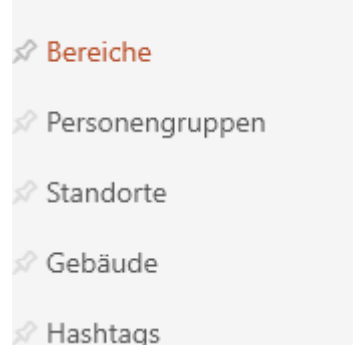 Bereiche
Personengruppen
Standorte
Gebäude
Hashtags